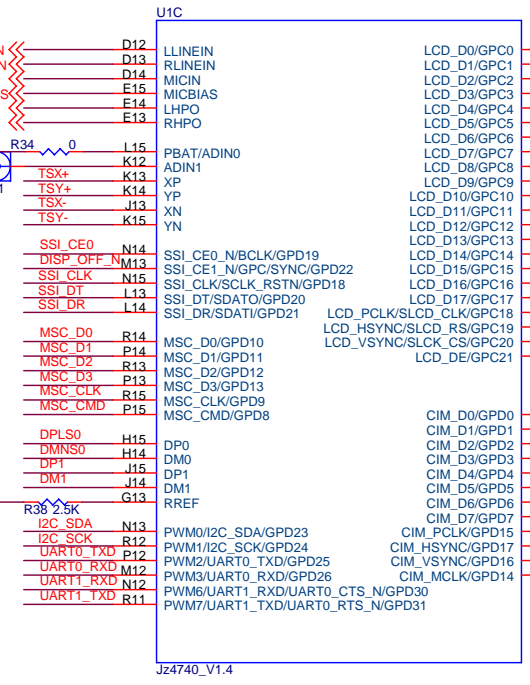 U1C
N D12 LLINEIN LCD_D0/GPC0
N D13 RLINEIN LCD_D1/GPC1
D14 MICIN LCD_D2/GPC2
S E15 MICBIAS LCD_D3/GPC3
E14 LHPO LCD_D4/GPC4
E13 RHPO LCD_D5/GPC5
LCD_D6/GPC6
R34 0 L15 PBAT/ADIN0 LCD_D7/GPC7
1 K12 ADIN1 LCD_D8/GPC8
TSX+ K13 XP LCD_D9/GPC9
TSY+ K14 YP LCD_D10/GPC10
TSX- J13 XN LCD_D11/GPC11
TSY- K15 YN LCD_D12/GPC12
LCD_D13/GPC13
SSI_CE0 N14 SSI_CE0_N/BCLK/GPD19 LCD_D14/GPC14
DISP_OFF_N M13 SSI_CE1_N/GPC/SYNC/GPD22 LCD_D15/GPC15
SSI_CLK N15 SSI_CLK/SCLK_RSTN/GPD18 LCD_D16/GPC16
SSI_DT L13 SSI_DT/SDATO/GPD20 LCD_D17/GPC17
SSI_DR L14 SSI_DR/SDATI/GPD21 LCD_PCLK/SLCD_CLK/GPC18
LCD_HSYNC/SLCD_RS/GPC19
MSC_D0 R14 MSC_D0/GPD10 LCD_VSYNC/SLCK_CS/GPC20
MSC_D1 P14 MSC_D1/GPD11 LCD_DE/GPC21
MSC_D2 R13 MSC_D2/GPD12
MSC_D3 P13 MSC_D3/GPD13
MSC_CLK R15 MSC_CLK/GPD9
MSC_CMD P15 MSC_CMD/GPD8 CIM_D0/GPD0
CIM_D1/GPD1
DPLS0 H15 DP0 CIM_D2/GPD2
DMNS0 H14 DM0 CIM_D3/GPD3
DP1 J15 DP1 CIM_D4/GPD4
DM1 J14 DM1 CIM_D5/GPD5
G13 RREF CIM_D6/GPD6
R38 2.5K CIM_D7/GPD7
I2C_SDA N13 PWM0/I2C_SDA/GPD23 CIM_PCLK/GPD15
I2C_SCK R12 PWM1/I2C_SCK/GPD24 CIM_HSYNC/GPD17
UART0_TXD P12 PWM2/UART0_TXD/GPD25 CIM_VSYNC/GPD16
UART0_RXD M12 PWM3/UART0_RXD/GPD26 CIM_MCLK/GPD14
UART1_RXD N12 PWM6/UART1_RXD/UART0_CTS_N/GPD30
UART1_TXD R11 PWM7/UART1_TXD/UART0_RTS_N/GPD31
Jz4740_V1.4